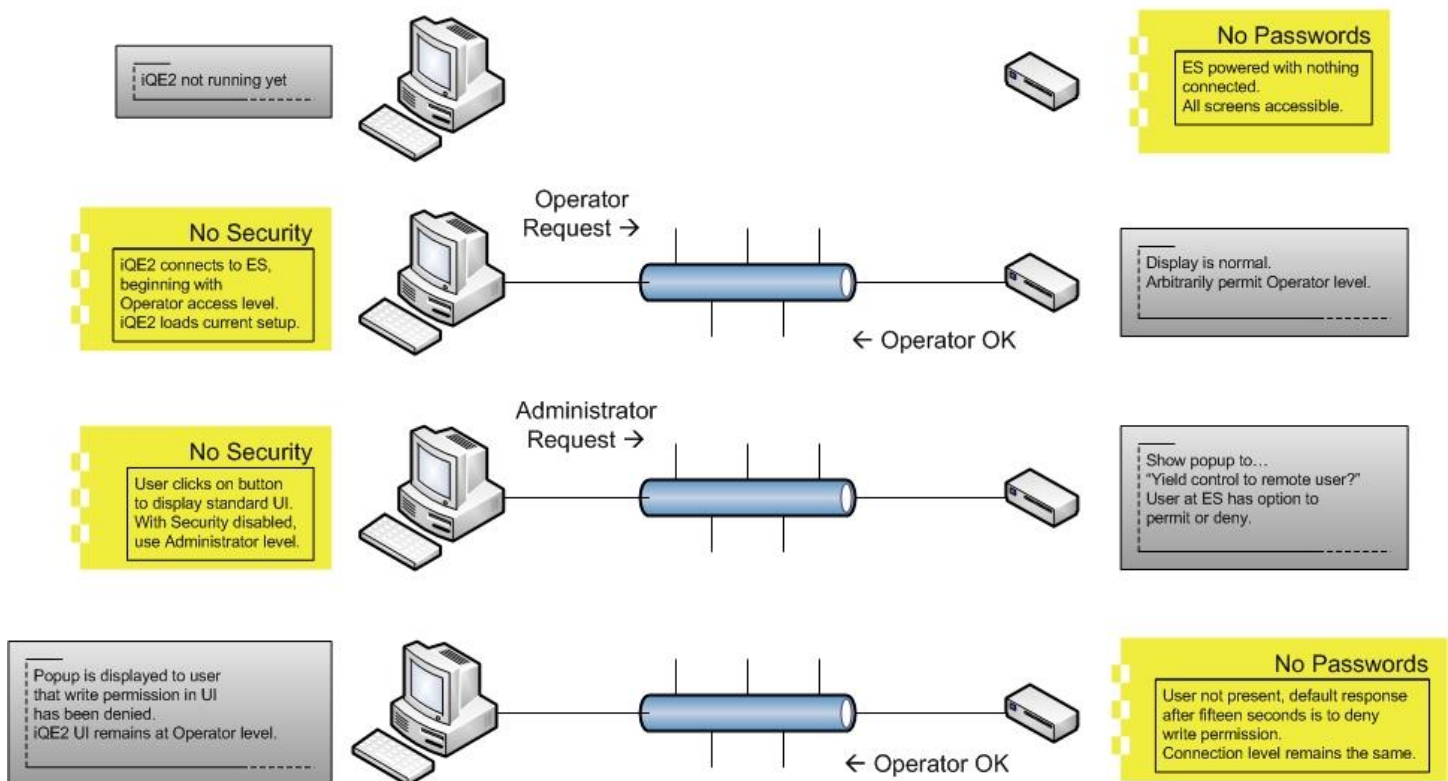 iQE2 not running yet
No Passwords
ES powered with nothing
connected.
All screens accessible.
No Security
iQE2 connects to ES,
beginning with
Operator access level.
iQE2 loads current setup.
Operator
Request →
← Operator OK
Display is normal.
Arbitrarily permit Operator level.
No Security
User clicks on button
to display standard UI.
With Security disabled,
use Administrator level.
Administrator
Request →
Show popup to…
“Yield control to remote user?”
User at ES has option to
permit or deny.
Popup is displayed to user
that write permission in UI
has been denied.
iQE2 UI remains at Operator level.
← Operator OK
No Passwords
User not present, default response
after fifteen seconds is to deny
write permission.
Connection level remains the same.